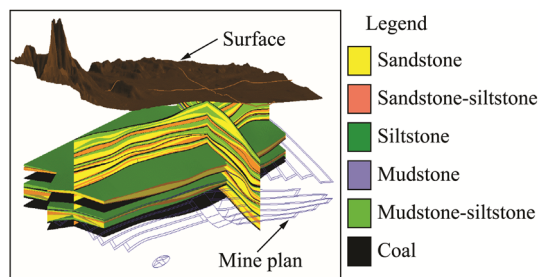 Surface
Mine plan
Legend
Sandstone
Sandstone-siltstone
Siltstone
Mudstone
Mudstone-siltstone
Coal